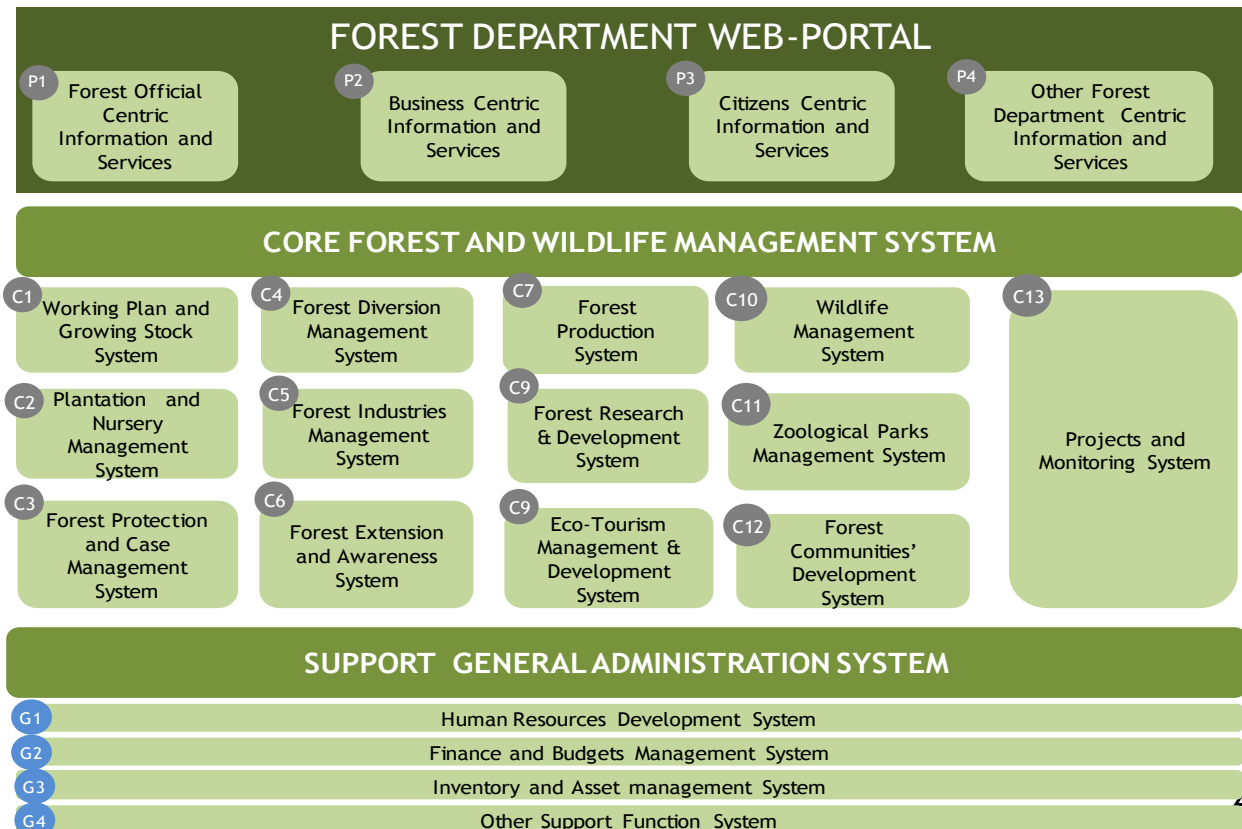 FOREST DEPARTMENT WEB-PORTAL
P1
Forest Official
Centric
Information and
Services
P2
Business Centric
Information and
Services
P3
Citizens Centric
Information and
Services
P4
Other Forest
Department Centric
Information and
Services
CORE FOREST AND WILDLIFE MANAGEMENT SYSTEM
C1
Working Plan and
Growing Stock
System
C4
Forest Diversion
Management
System
C7
Forest
Production
System
C10
Wildlife
Management
System
C13
Projects and
Monitoring System
C2
Plantation and
Nursery
Management
System
C5
Forest Industries
Management
System
C9
Forest Research
& Development
System
C11
Zoological Parks
Management System
C3
Forest Protection
and Case
Management
System
C6
Forest Extension
and Awareness
System
C9
Eco-Tourism
Management &
Development
System
C12
Forest
Communities’
Development
System
SUPPORT GENERAL ADMINISTRATION SYSTEM
G1
Human Resources Development System
G2
Finance and Budgets Management System
G3
Inventory and Asset management System
G4
Other Support Function System